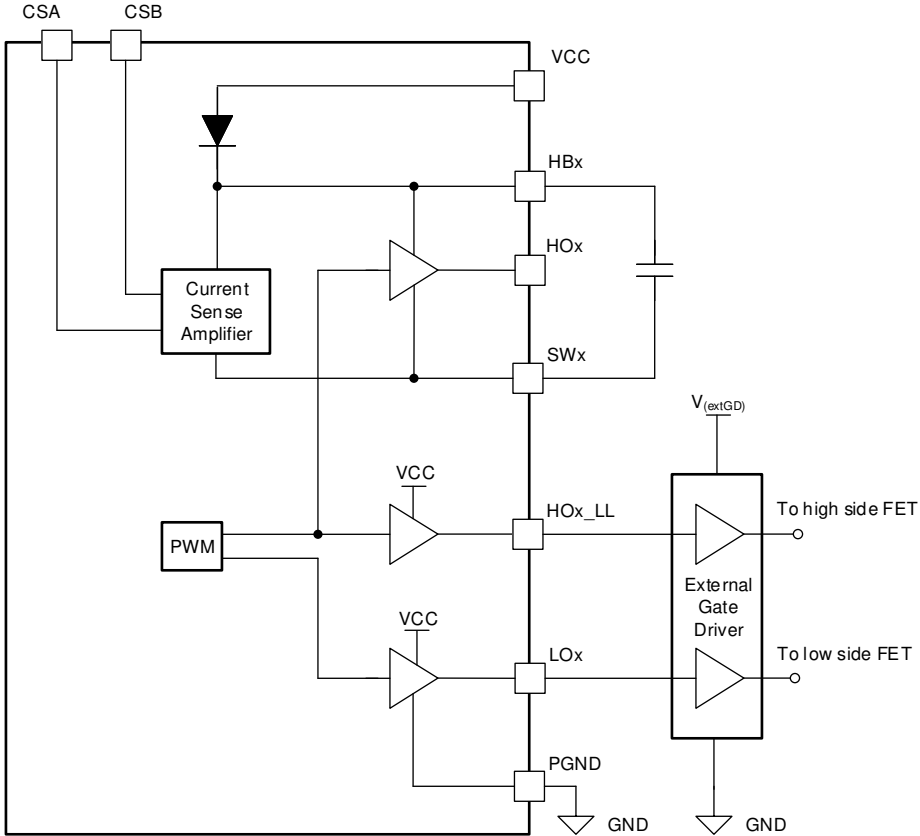 CSA
CSB
VCC
HBx
HOx
Current
Sense
Amplifier
SWx
V(extGD)
VCC
HOx_LL
To high side FET
PWM
External
Gate
Driver
VCC
LOx
To low side FET
PGND
GND
GND